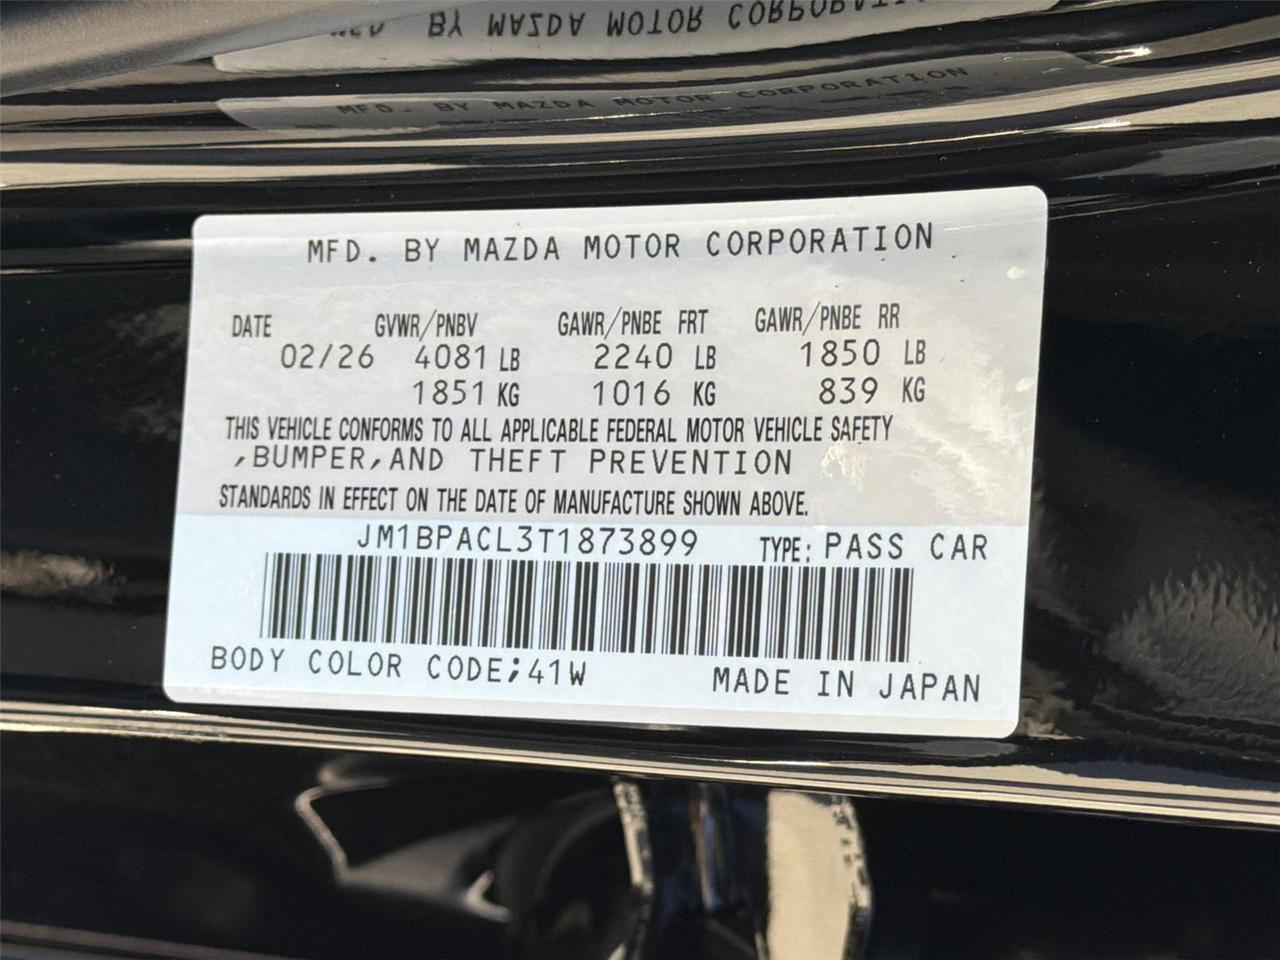 MFD. BY MAZDA MOTOR CORPORATION
MFD. BY MAZDA MOTOR CORPORATION
DATE GVWR/PNBV GAWR/PNBE FRT GAWR/PNBE RR
02/26 4081 LB 2240 LB 1850 LB
1851 KG 1016 KG 839 KG
THIS VEHICLE CONFORMS TO ALL APPLICABLE FEDERAL MOTOR VEHICLE SAFETY
,BUMPER,AND THEFT PREVENTION
STANDARDS IN EFFECT ON THE DATE OF MANUFACTURE SHOWN ABOVE.
JM1BPACL3T1873899 TYPE: PASS CAR
BODY COLOR CODE;41W MADE IN JAPAN